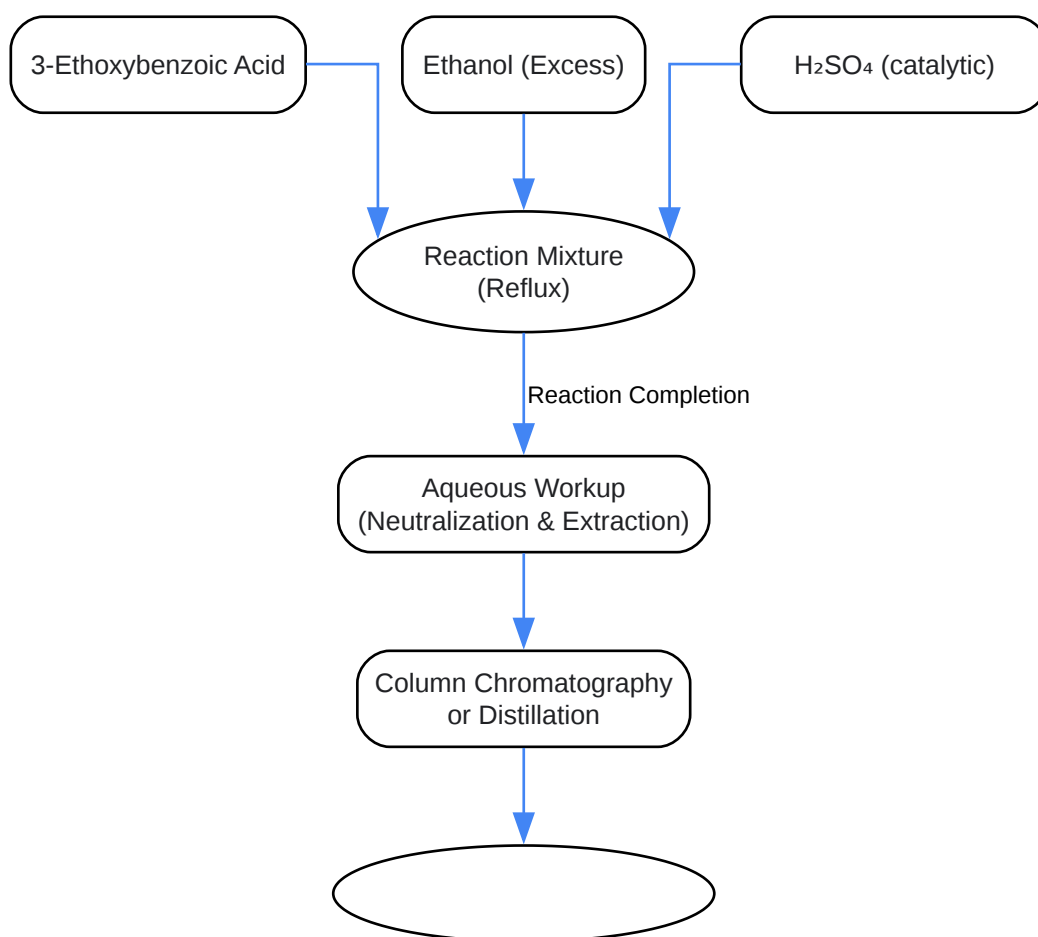 3-Ethoxybenzoic Acid
Ethanol (Excess)
H₂SO₄ (catalytic)
Reaction Mixture
(Reflux)
Reaction Completion
Aqueous Workup
(Neutralization & Extraction)
Column Chromatography
or Distillation